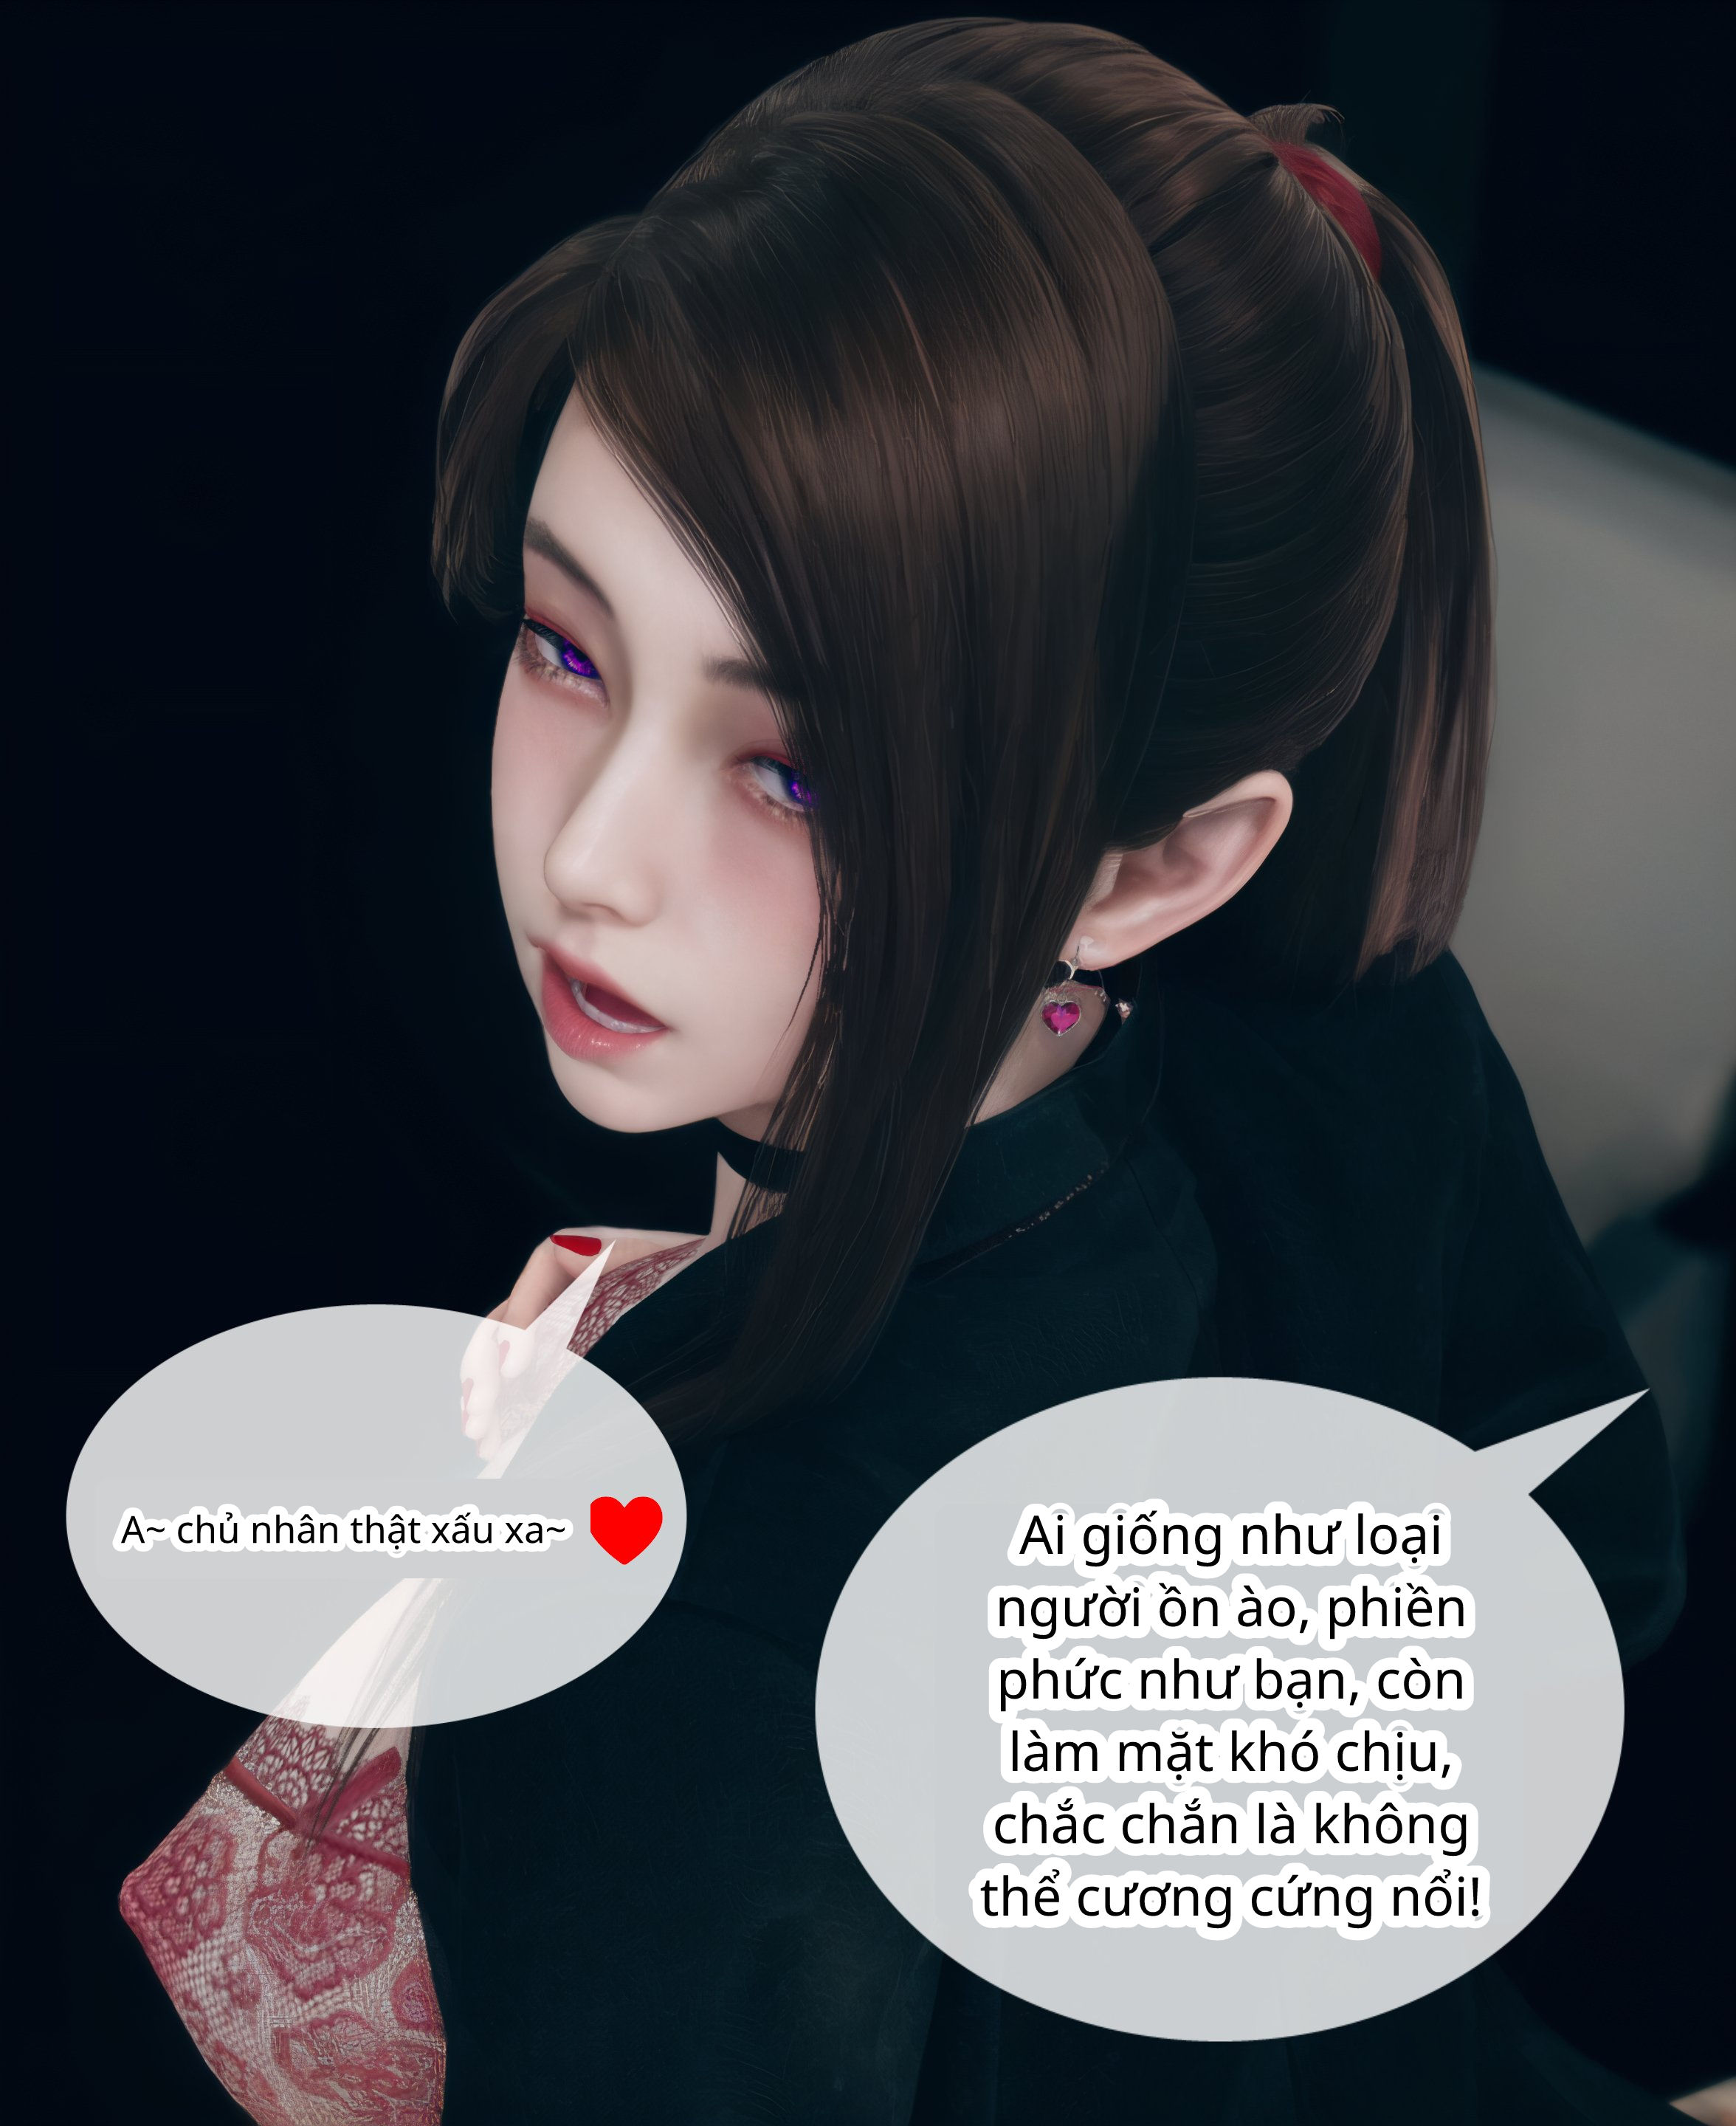 A~ chủ nhân thật xấu xa~
Ai giống như loại
người ồn ào, phiền
phức như bạn, còn
làm mặt khó chịu,
chắc chắn là không
thể cương cứng nổi!